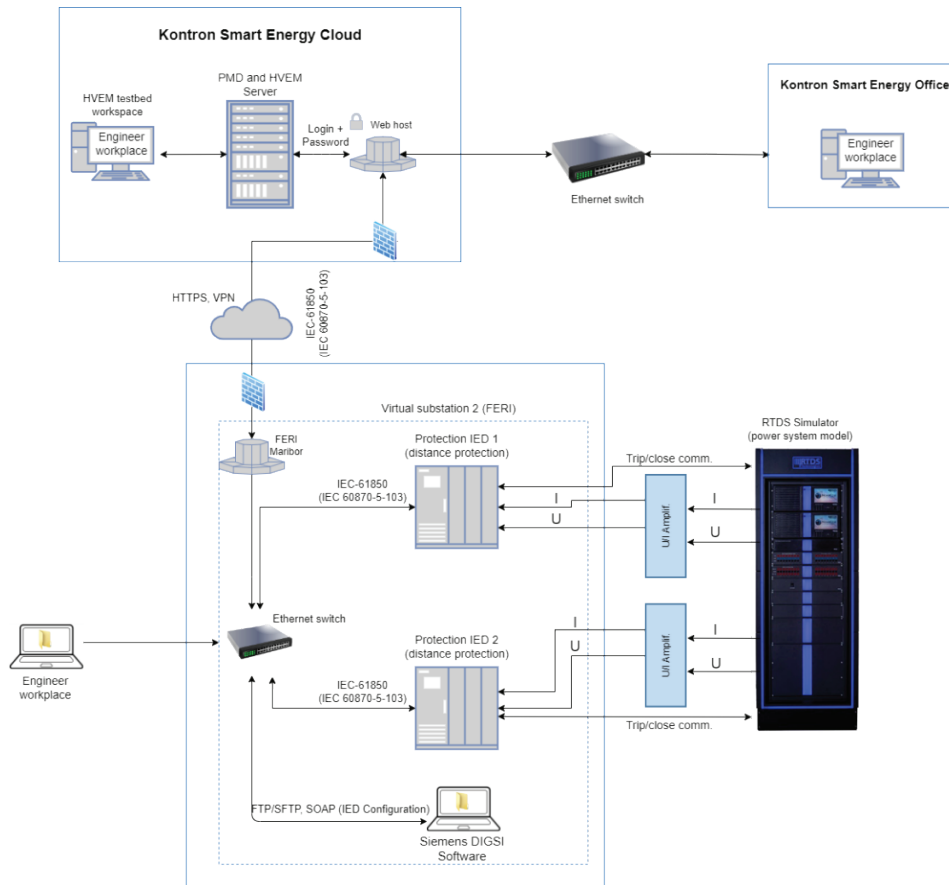 Kontron Smart Energy Cloud
PMD and HVEM
Server
HVEM testbed
workspace
Engineer
workplace
Login +
Password
Web host
Ethernet switch
Kontron Smart Energy Office
Engineer
workplace
HTTPS, VPN
IEC-61850
(IEC 60870-5-103)
Virtual substation 2 (FERI)
FERI
Maribor
Protection IED 1
(distance protection)
IEC-61850
(IEC 60870-5-103)
Trip/close comm.
I
U
U/I Amplif.
I
U
RTDS Simulator
(power system model)
RTDS
Ethernet switch
Engineer
workplace
Protection IED 2
(distance protection)
IEC-61850
(IEC 60870-5-103)
I
U
U/I Amplif.
I
U
Trip/close comm.
FTP/SFTP, SOAP (IED Configuration)
Siemens DIGSI
Software